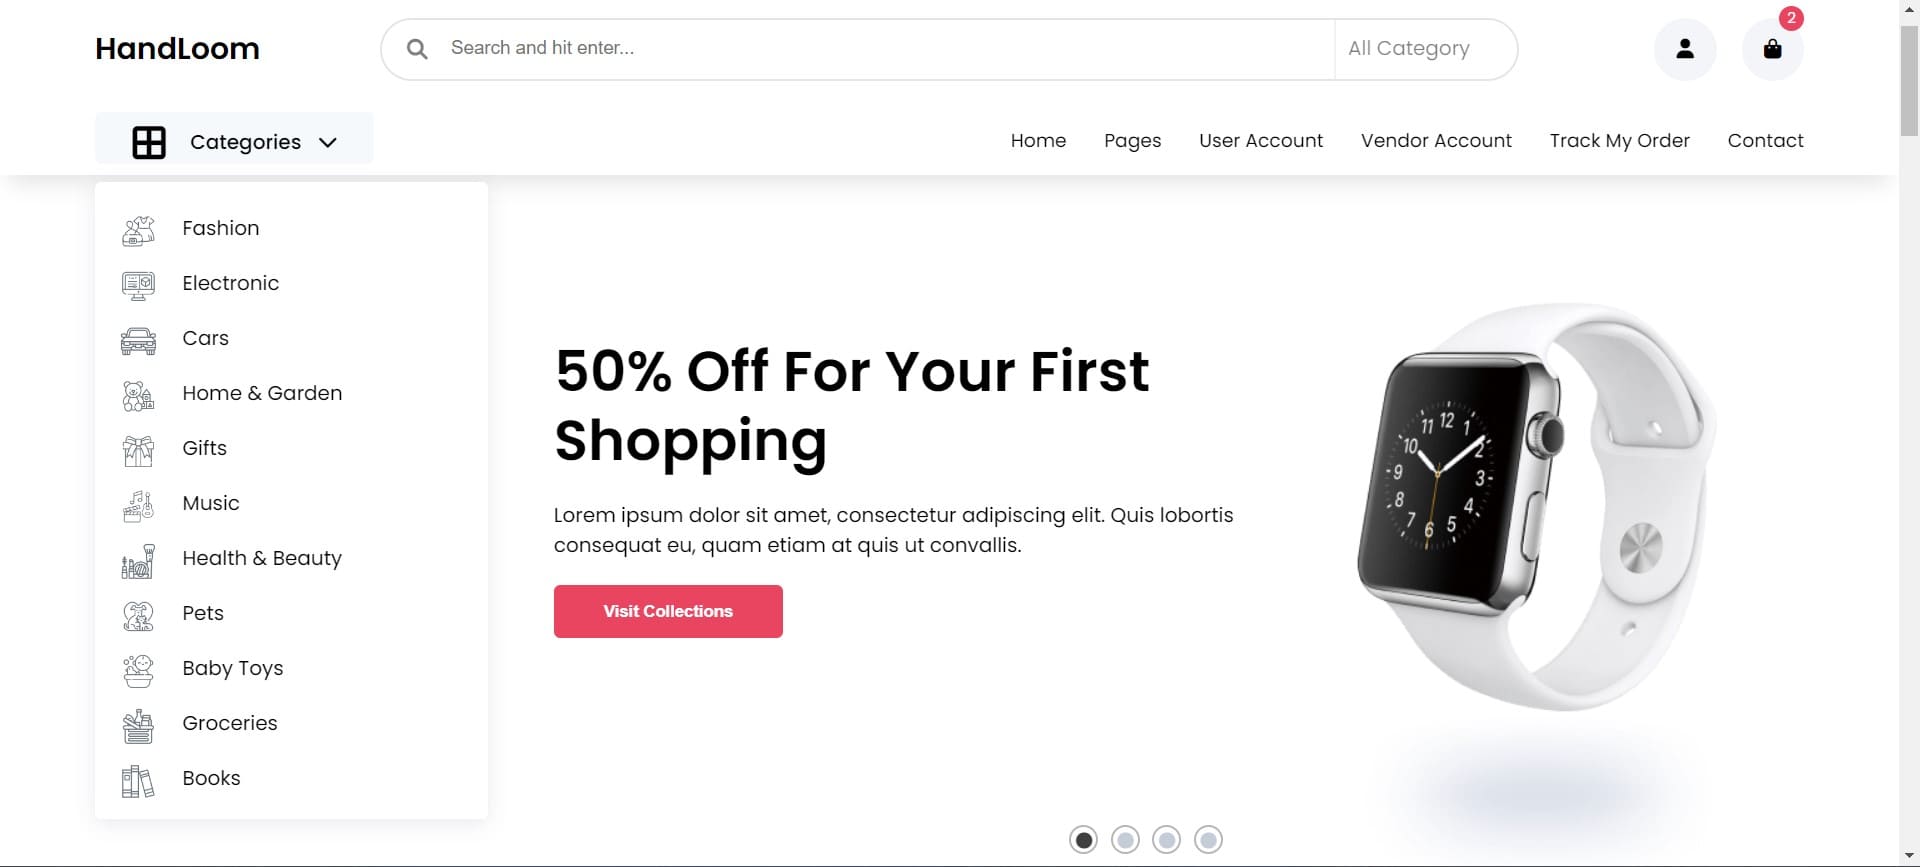 HandLoom
Search and hit enter...
All Category
2
Categories
Home
Pages
User Account
Vendor Account
Track My Order
Contact
Fashion
Electronic
Cars
Home & Garden
Gifts
Music
Health & Beauty
Pets
Baby Toys
Groceries
Books
50% Off For Your First
Shopping
Lorem ipsum dolor sit amet, consectetur adipiscing elit. Quis lobortis
consequat eu, quam etiam at quis ut convallis.
Visit Collections
12
1
2
3
4
5
6
7
8
9
10
11